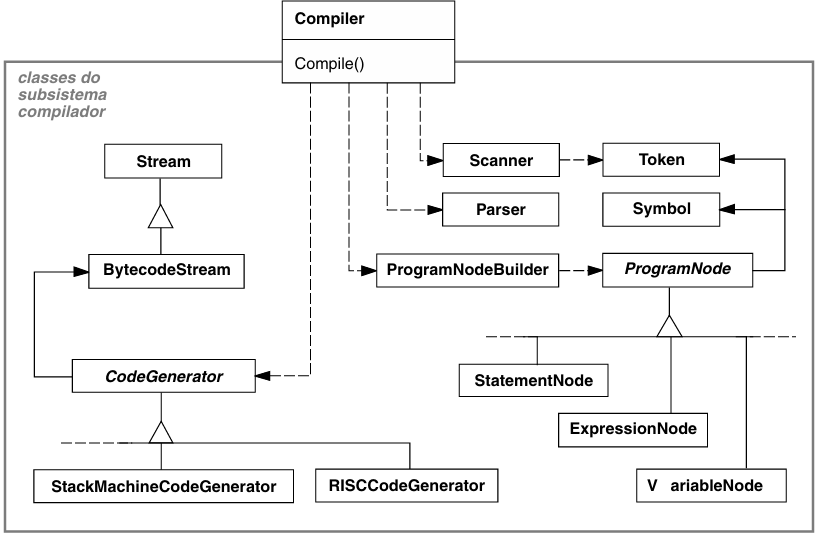 Compiler
Compile()
classes do
subsistema
compilador
Stream
Scanner
Token
Parser
Symbol
BytecodeStream
ProgramNodeBuilder
ProgramNode
CodeGenerator
StatementNode
ExpressionNode
StackMachineCodeGenerator
RISCCodeGenerator
V ariableNode